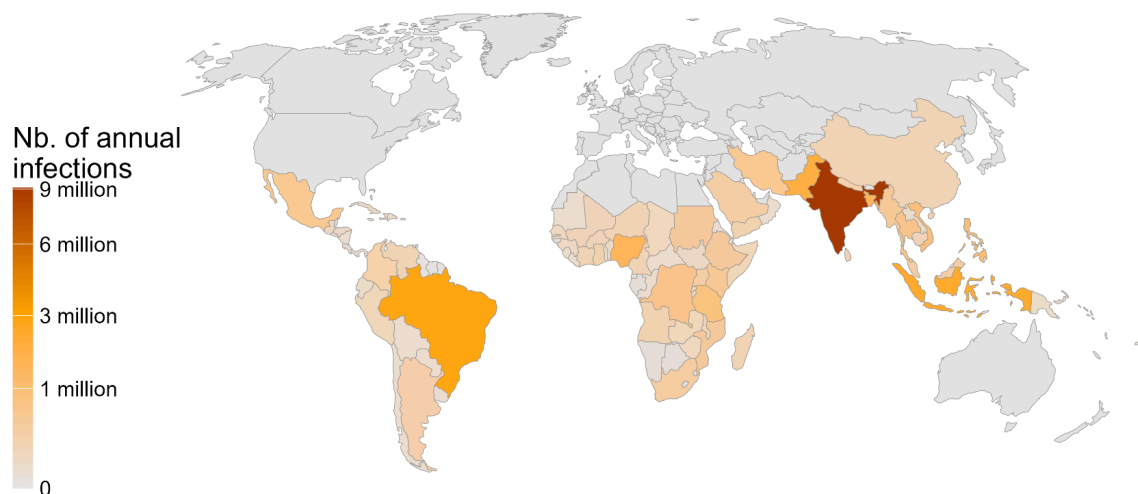 Nb. of annual
infections
9 million
6 million
3 million
1 million
0